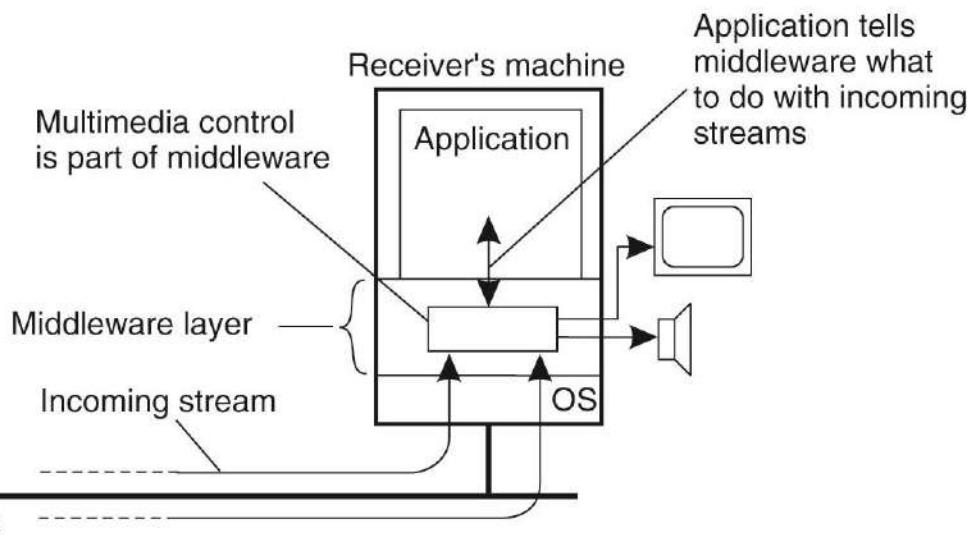 Receiver's machine
Application tells
middleware what
to do with incoming
streams
Multimedia control
is part of middleware
Application
Middleware layer
OS
Incoming stream